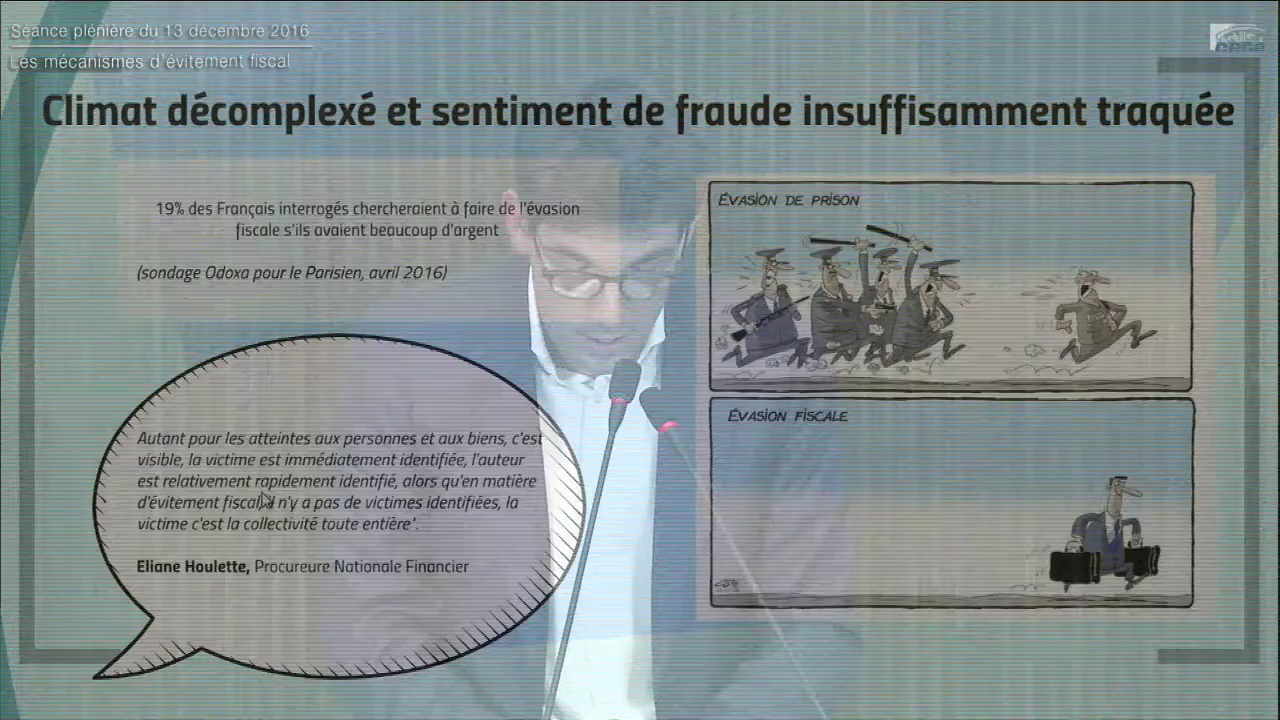 Séance plénière du 13 décembre 2016
Les mécanismes d'évitement fiscal
Climat décomplexé et sentiment de fraude insuffisamment traquée
19% des Français interrogés chercheraient à faire de l'évasion
fiscale s'ils avaient beaucoup d'argent
(sondage Odoxa pour le Parisien, avril 2016)
Autant pour les atteintes aux personnes et aux biens, c'est
visible, la victime est immédiatement identifiée, l'auteur
est relativement rapidement identifié, alors qu'en matière
d'évitement fiscal, n'y a pas de victimes identifiées, la
victime c'est la collectivité toute entière".
Eliane Houlette, Procureure Nationale Financier
ÉVASION DE PRISON
ÉVASION FISCALE